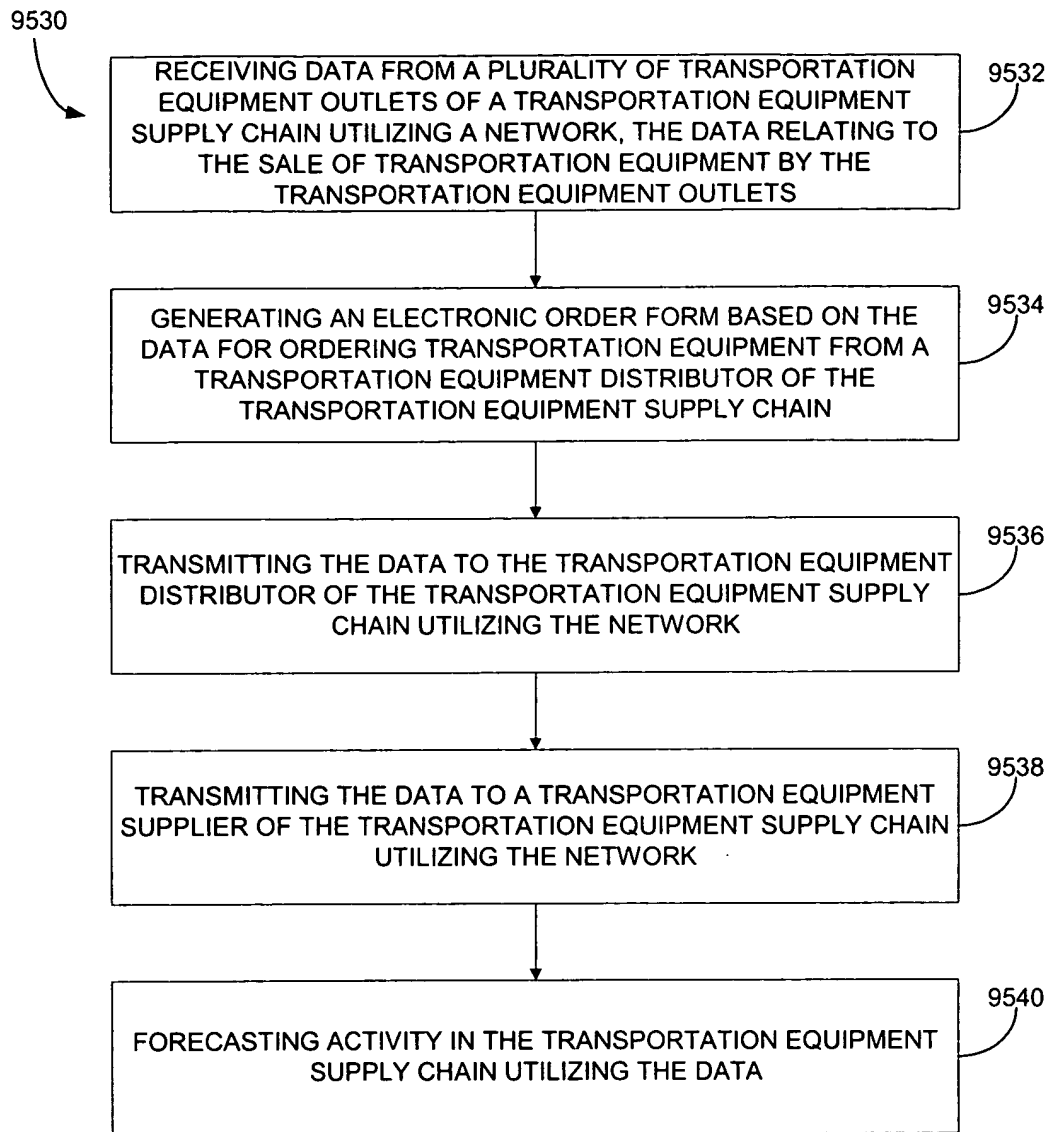 9530
RECEIVING DATA FROM A PLURALITY OF TRANSPORTATION
EQUIPMENT OUTLETS OF A TRANSPORTATION EQUIPMENT
SUPPLY CHAIN UTILIZING A NETWORK, THE DATA RELATING TO
THE SALE OF TRANSPORTATION EQUIPMENT BY THE
TRANSPORTATION EQUIPMENT OUTLETS
9532
GENERATING AN ELECTRONIC ORDER FORM BASED ON THE
DATA FOR ORDERING TRANSPORTATION EQUIPMENT FROM A
TRANSPORTATION EQUIPMENT DISTRIBUTOR OF THE
TRANSPORTATION EQUIPMENT SUPPLY CHAIN
9534
TRANSMITTING THE DATA TO THE TRANSPORTATION EQUIPMENT
DISTRIBUTOR OF THE TRANSPORTATION EQUIPMENT SUPPLY
CHAIN UTILIZING THE NETWORK
9536
TRANSMITTING THE DATA TO A TRANSPORTATION EQUIPMENT
SUPPLIER OF THE TRANSPORTATION EQUIPMENT SUPPLY CHAIN
UTILIZING THE NETWORK
9538
FORECASTING ACTIVITY IN THE TRANSPORTATION EQUIPMENT
SUPPLY CHAIN UTILIZING THE DATA
9540